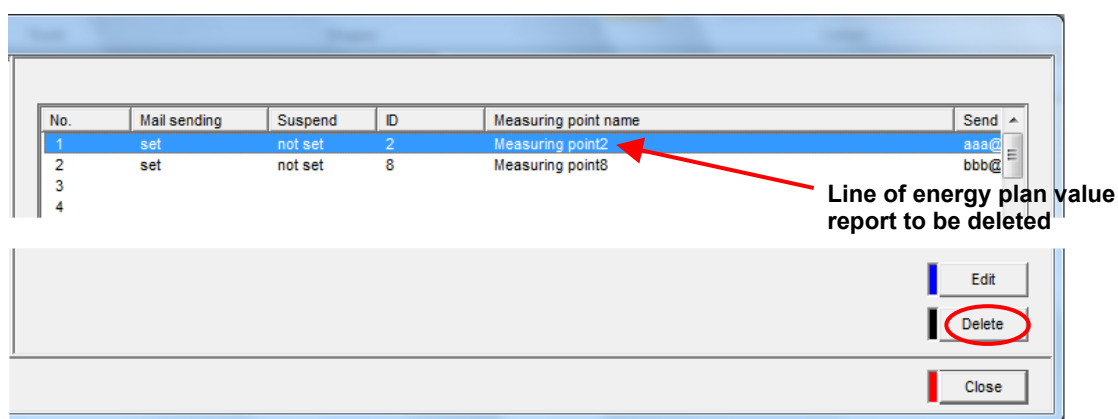 No. Mail sending Suspend ID Measuring point name Send
1 set not set 2 Measuring point2 aaa@
2 set not set 8 Measuring point8 bbb@
3
4
Line of energy plan value
report to be deleted
Edit
Delete
Close